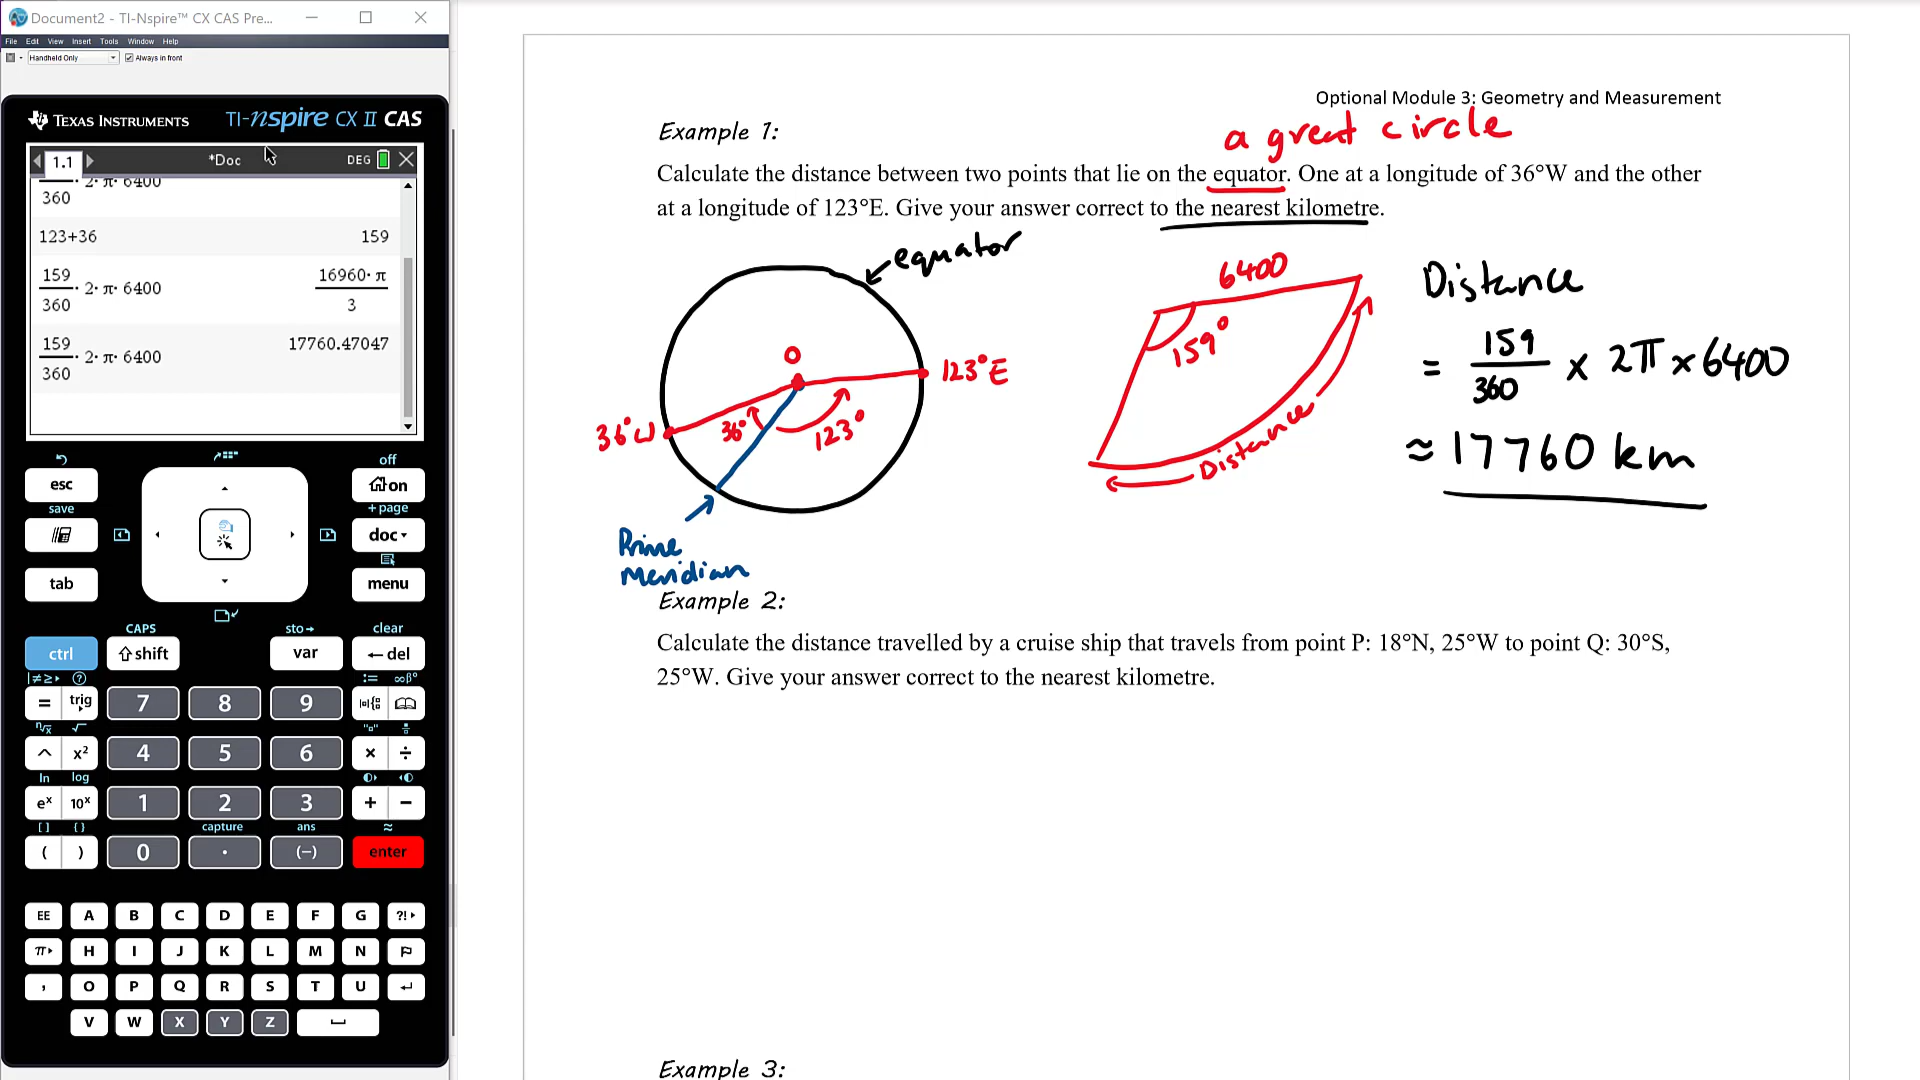 Document2 - TI-Nspire™ CX CAS Pre...
File Edit View Insert Tools Window Help
Handheld Only Always in front
TEXAS INSTRUMENTS TI-nspire CX II CAS
1.1 *Doc DEG
360 · 2· π· 6400
123+36 159
159/360 · 2· π· 6400 16960· π/3
159/360 · 2· π· 6400 17760.47047
off
esc on
save + page
doc
tab menu
CAPS sto→ clear
ctrl shift var ← del
= trig 7 8 9
^ x² 4 5 6 × ÷
ln log
eˣ 10ˣ 1 2 3 + −
[ ] { } capture ans ≈
( ) 0 . (−) enter
EE A B C D E F G ?!
π H I J K L M N
, O P Q R S T U
V W X Y Z
Optional Module 3: Geometry and Measurement
Example 1:
a great circle
Calculate the distance between two points that lie on the equator. One at a longitude of 36°W and the other
at a longitude of 123°E. Give your answer correct to the nearest kilometre.
equator
O
123°E
36°W
36°
123°
Prime
Meridian
6400
159°
Distance
Distance
= 159/360 × 2π × 6400
≈ 17760 km
Example 2:
Calculate the distance travelled by a cruise ship that travels from point P: 18°N, 25°W to point Q: 30°S,
25°W. Give your answer correct to the nearest kilometre.
Example 3: